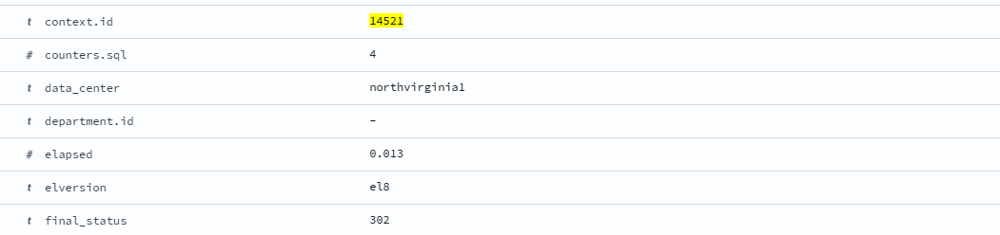 t context.id 14521
# counters.sql 4
t data_center northvirginia1
t department.id –
# elapsed 0.013
t elversion el8
t final_status 302